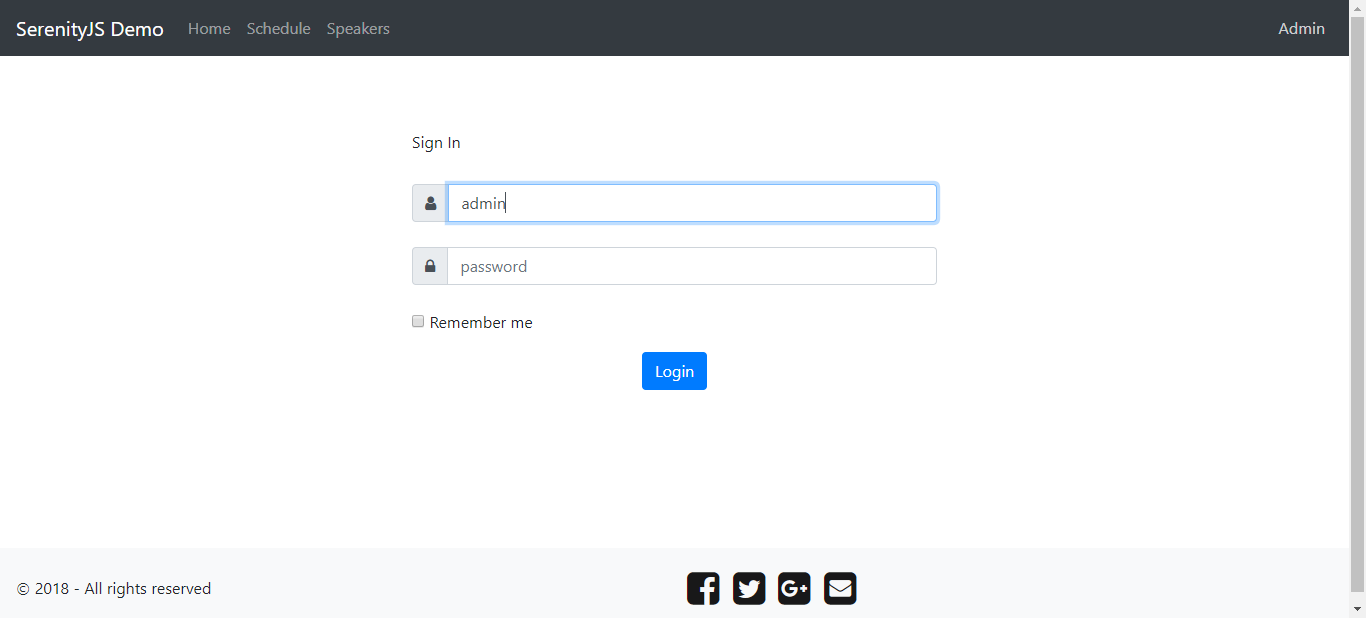 SerenityJS Demo Home Schedule Speakers Admin
Sign In
admin
password
Remember me
Login
© 2018 - All rights reserved